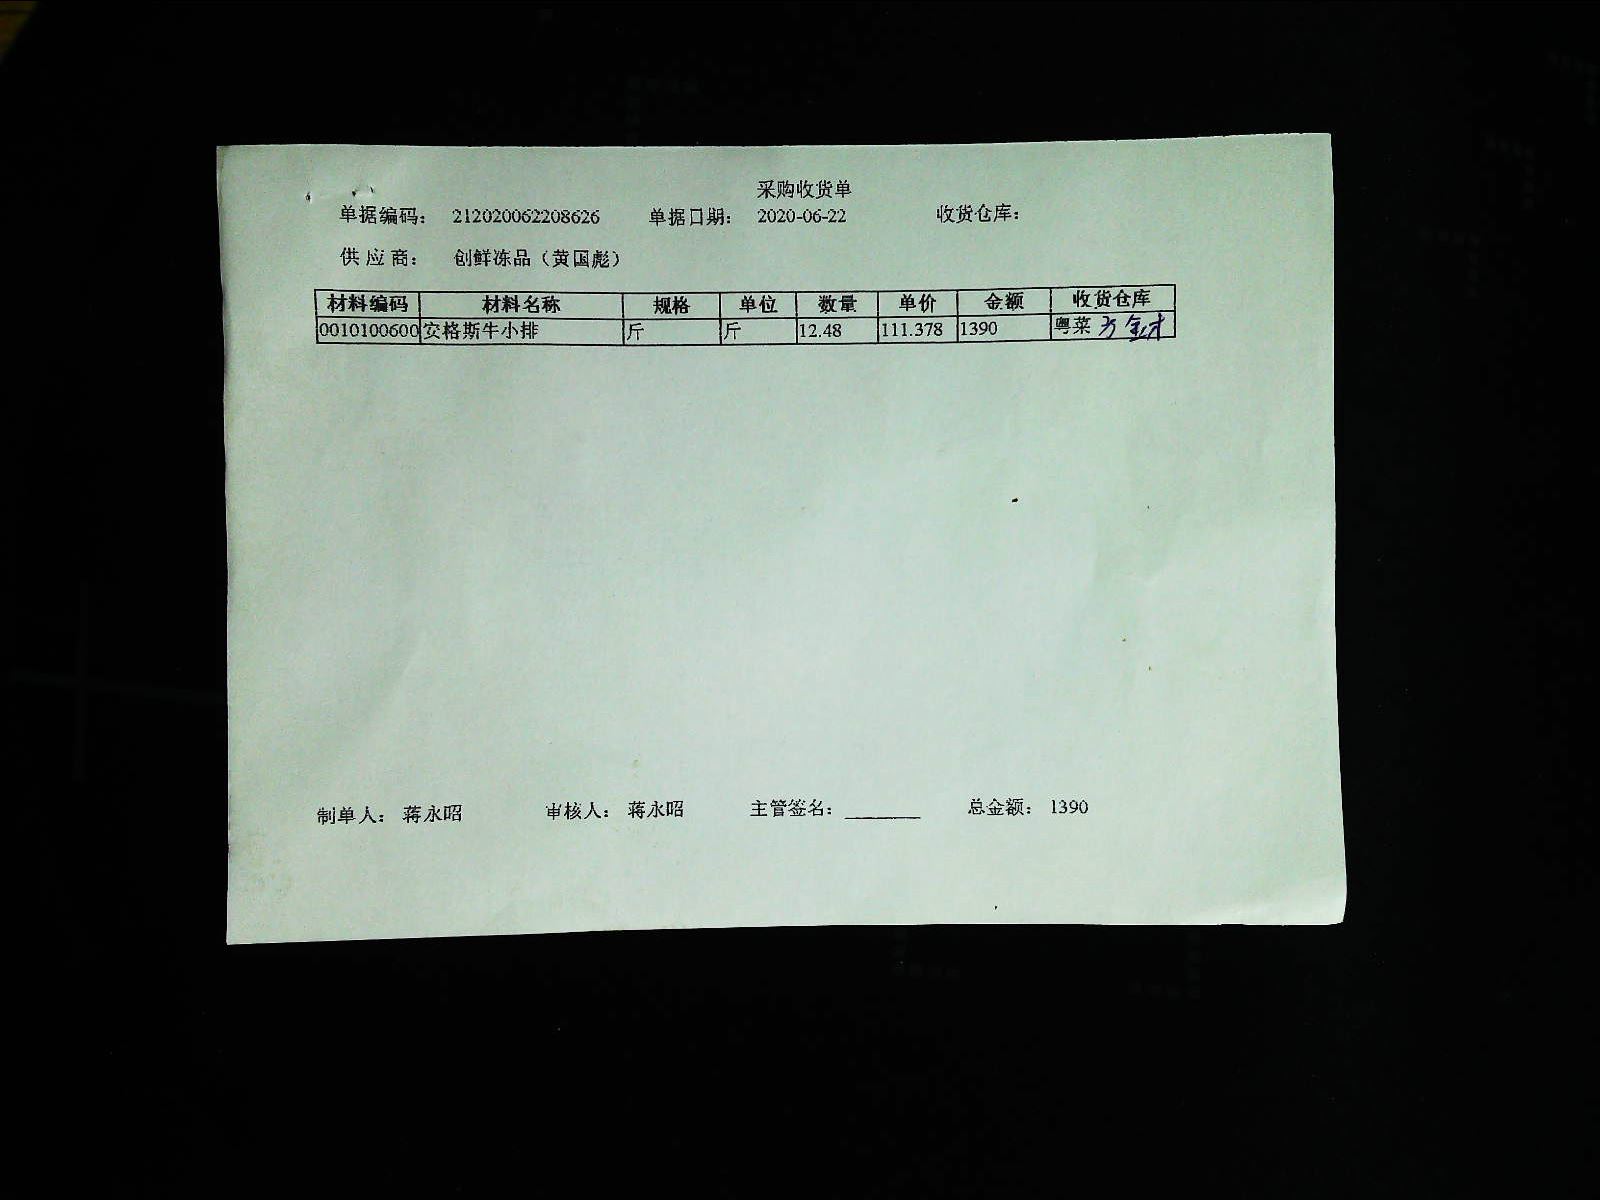 采购收货单
单据编码： 212020062208626 单据日期： 2020-06-22 收货仓库：
供 应 商： 创鲜冻品（黄国彪）
材料编码 材料名称 规格 单位 数量 单价 金额 收货仓库
0010100600 安格斯牛小排 斤 斤 12.48 111.378 1390 粤菜
制单人： 蒋永昭 审核人： 蒋永昭 主管签名： 总金额： 1390